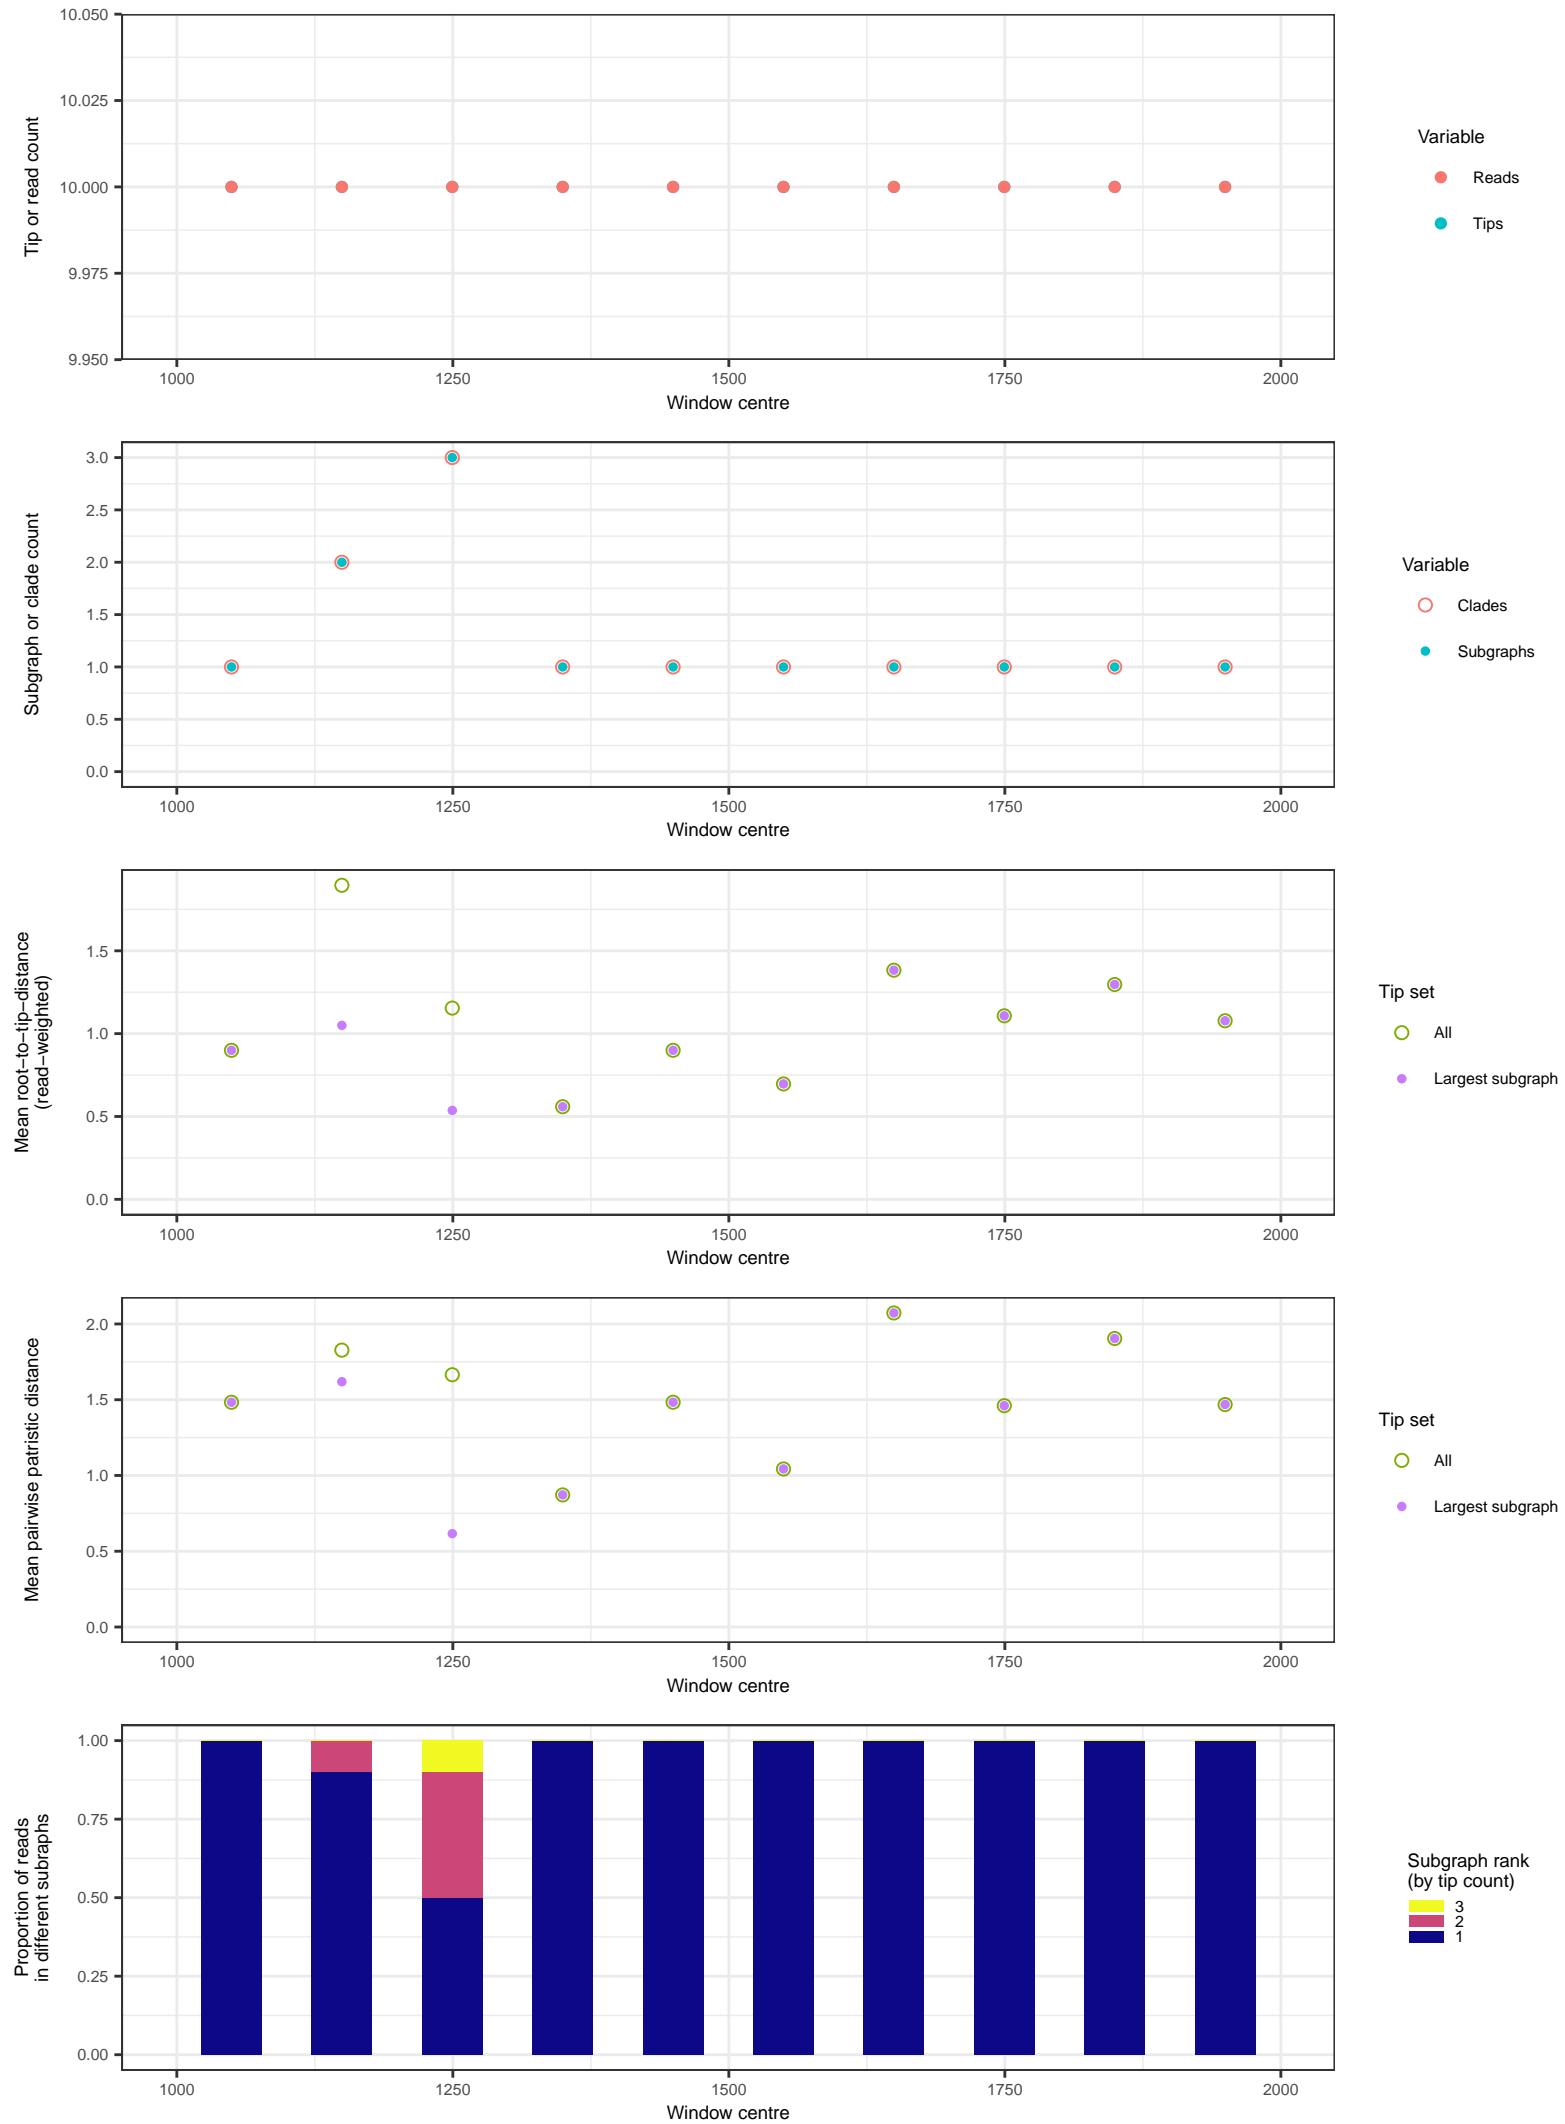 10.050
10.025
10.000
9.975
9.950
Tip or read count
1000 1250 1500 1750 2000
Window centre
Variable
Reads
Tips
3.0
2.5
2.0
1.5
1.0
0.5
0.0
Subgraph or clade count
1000 1250 1500 1750 2000
Window centre
Variable
Clades
Subgraphs
1.5
1.0
0.5
0.0
Mean root−to−tip−distance
(read−weighted)
1000 1250 1500 1750 2000
Window centre
Tip set
All
Largest subgraph
2.0
1.5
1.0
0.5
0.0
Mean pairwise patristic distance
1000 1250 1500 1750 2000
Window centre
Tip set
All
Largest subgraph
1.00
0.75
0.50
0.25
0.00
Proportion of reads
in different subraphs
1000 1250 1500 1750 2000
Window centre
Subgraph rank
(by tip count)
3
2
1